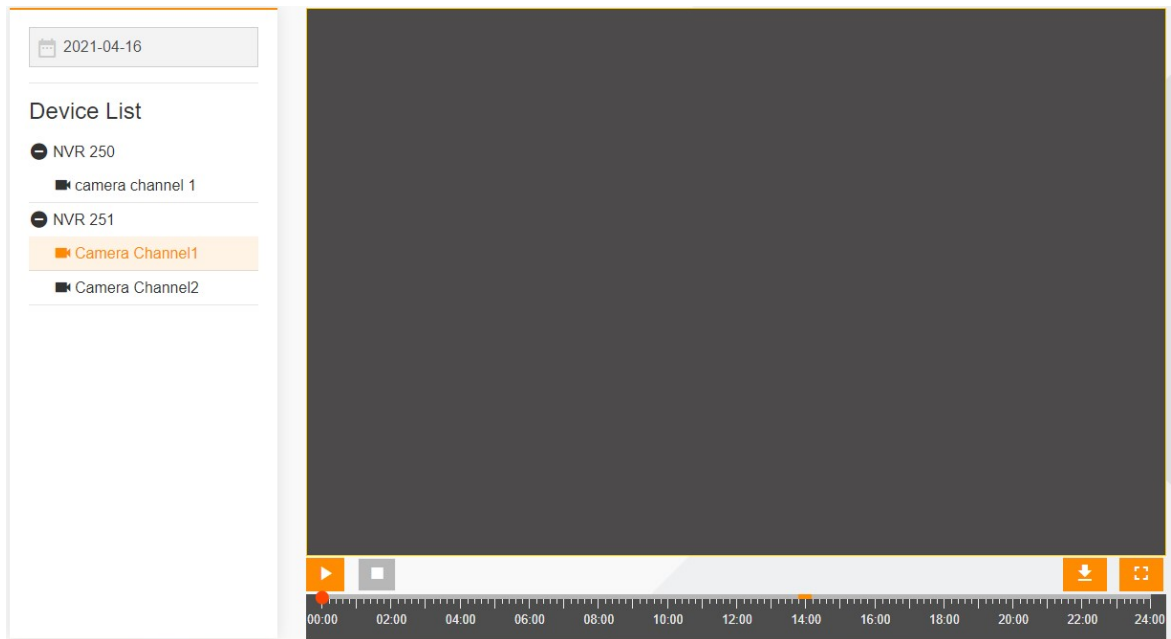 2021-04-16
Device List
NVR 250
camera channel 1
NVR 251
Camera Channel1
Camera Channel2
00:00 02:00 04:00 06:00 08:00 10:00 12:00 14:00 16:00 18:00 20:00 22:00 24:00